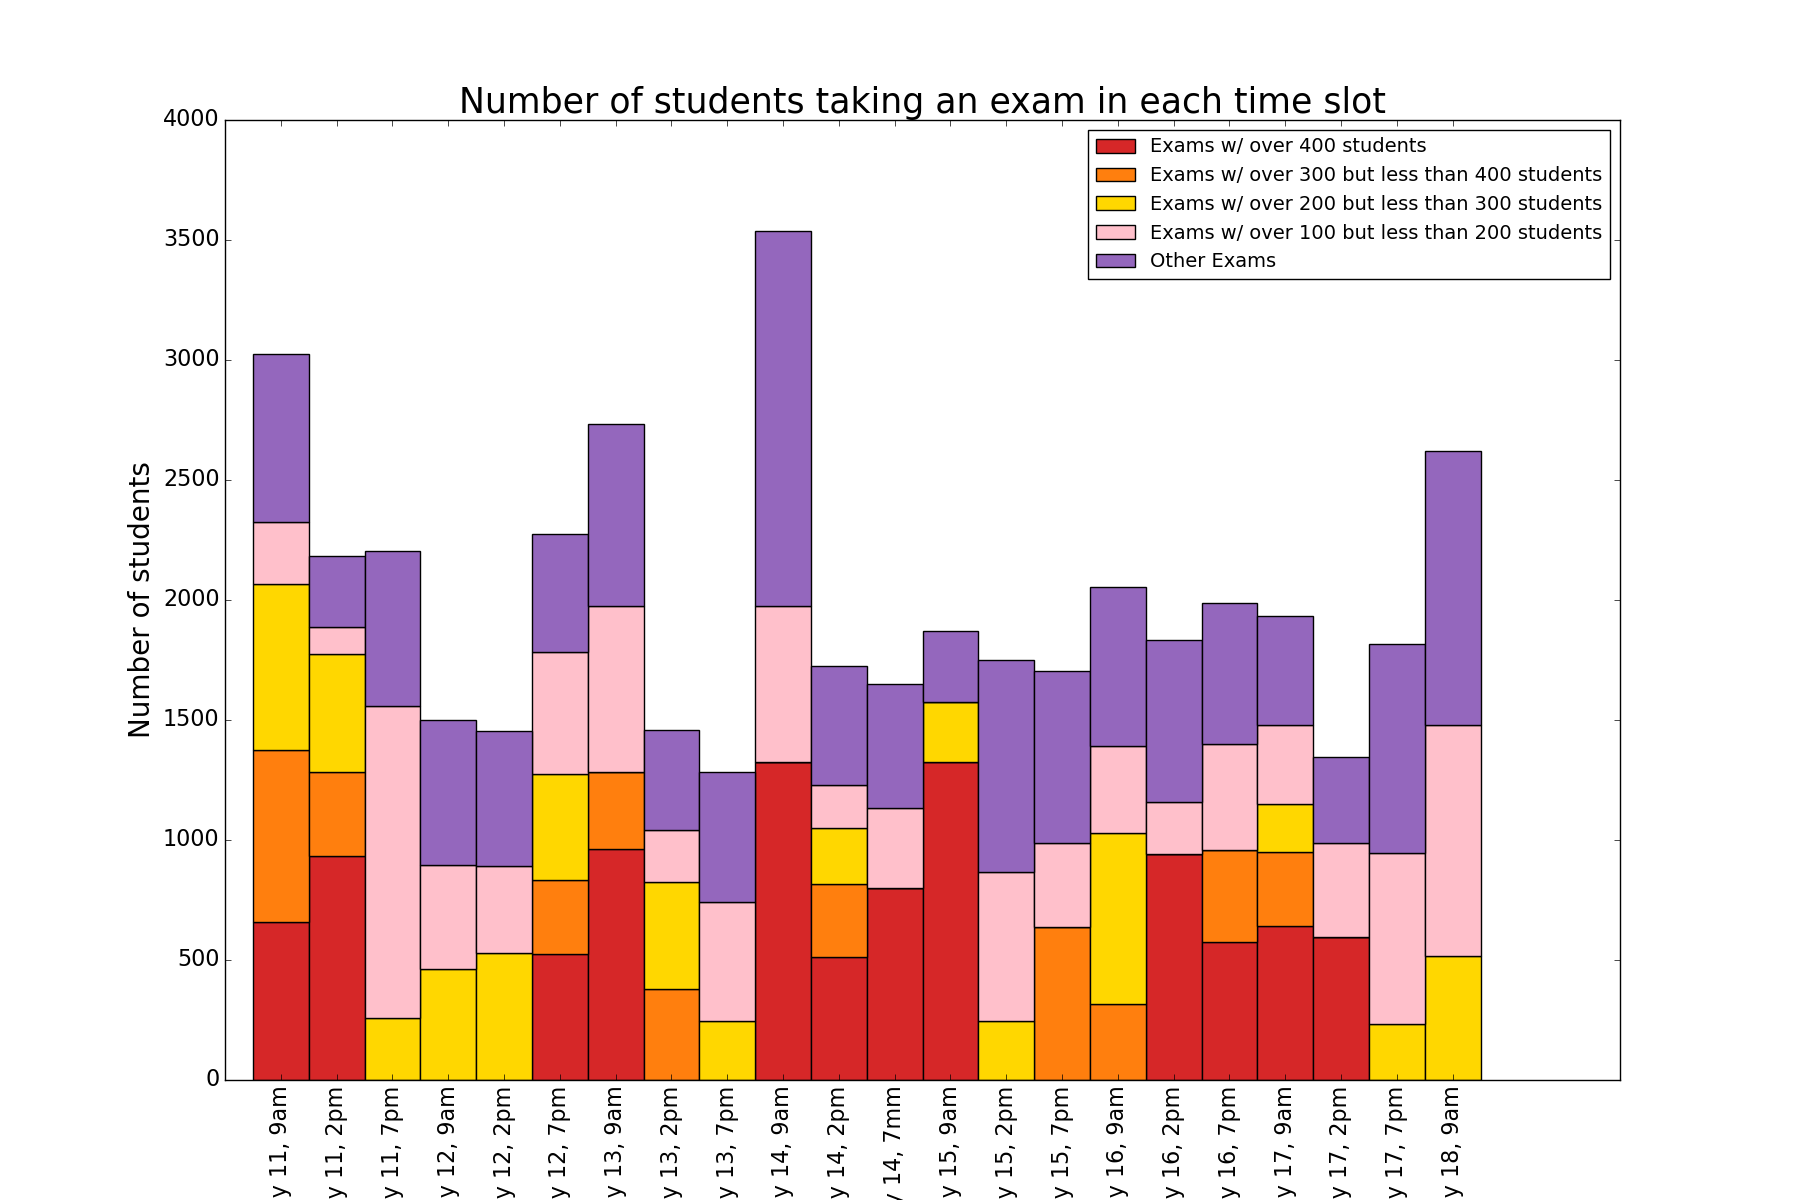 Number of students taking an exam in each time slot
Number of students
4000
3500
3000
2500
2000
1500
1000
500
0
Exams w/ over 400 students
Exams w/ over 300 but less than 400 students
Exams w/ over 200 but less than 300 students
Exams w/ over 100 but less than 200 students
Other Exams
y 11, 9am
y 11, 2pm
y 11, 7pm
y 12, 9am
y 12, 2pm
y 12, 7pm
y 13, 9am
y 13, 2pm
y 13, 7pm
y 14, 9am
y 14, 2pm
y 14, 7mm
y 15, 9am
y 15, 2pm
y 15, 7pm
y 16, 9am
y 16, 2pm
y 16, 7pm
y 17, 9am
y 17, 2pm
y 17, 7pm
y 18, 9am